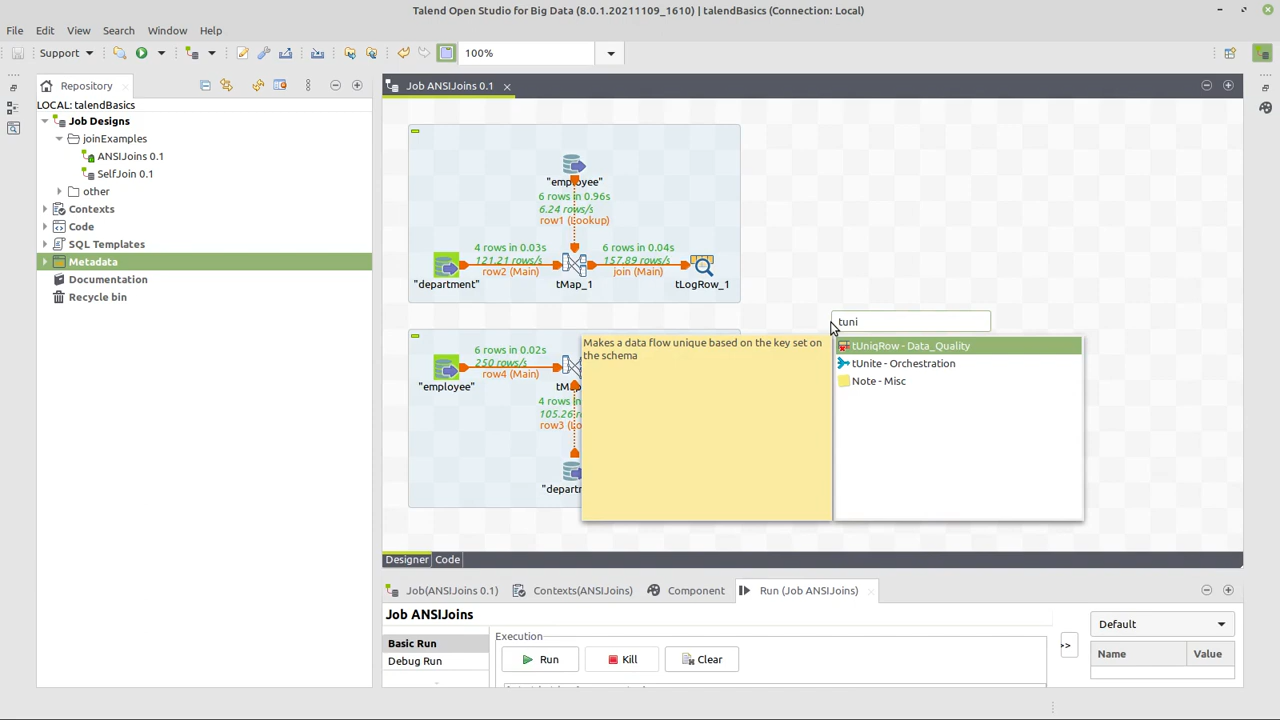 Talend Open Studio for Big Data (8.0.1.20211109_1610) | talendBasics (Connection: Local)
File Edit View Search Window Help
Support 100%
Repository
LOCAL: talendBasics
Job Designs
joinExamples
ANSIJoins 0.1
SelfJoin 0.1
other
Contexts
Code
SQL Templates
Metadata
Documentation
Recycle bin
Job ANSIJoins 0.1
"employee"
6 rows in 0.96s
6.24 rows/s
row1 (Lookup)
4 rows in 0.03s
121.21 rows/s
row2 (Main)
6 rows in 0.04s
157.89 rows/s
join (Main)
"department"
tMap_1
tLogRow_1
6 rows in 0.02s
250 rows/s
row4 (Main)
"employee"
tMa
4 rows
105.26 r
row3 (Lo
"departn
tuni
Makes a data flow unique based on the key set on
the schema
tUniqRow - Data_Quality
tUnite - Orchestration
Note - Misc
Designer Code
Job(ANSIJoins 0.1) Contexts(ANSIJoins) Component Run (Job ANSIJoins)
Job ANSIJoins
Basic Run
Debug Run
Execution
Run Kill Clear
>>
Default
Name Value